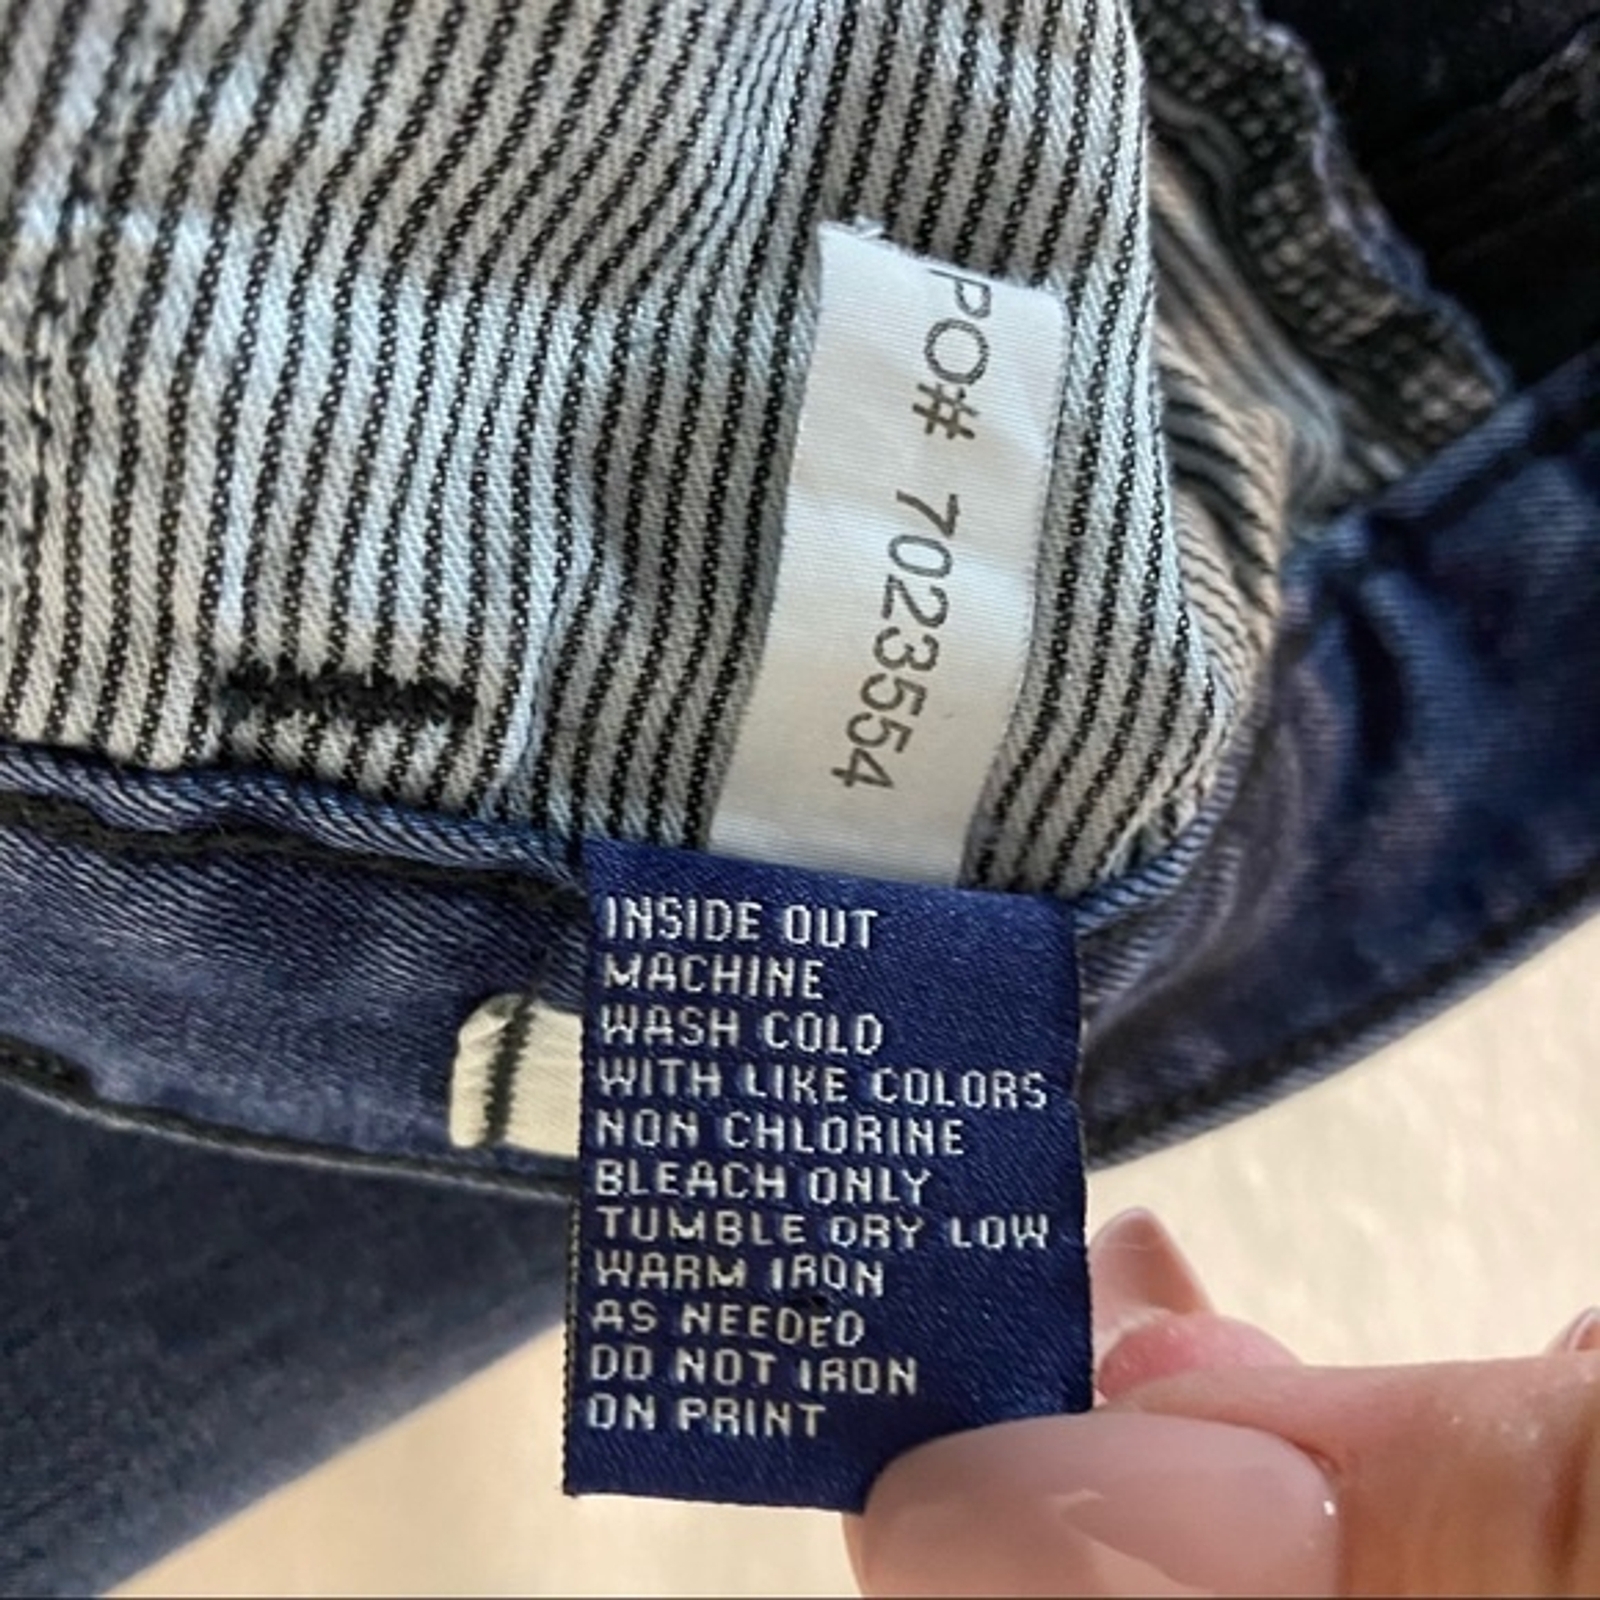 PO# 7023554
INSIDE OUT
MACHINE
WASH COLD
WITH LIKE COLORS
NON CHLORINE
BLEACH ONLY
TUMBLE DRY LOW
WARM IRON
AS NEEDED
DO NOT IRON
ON PRINT